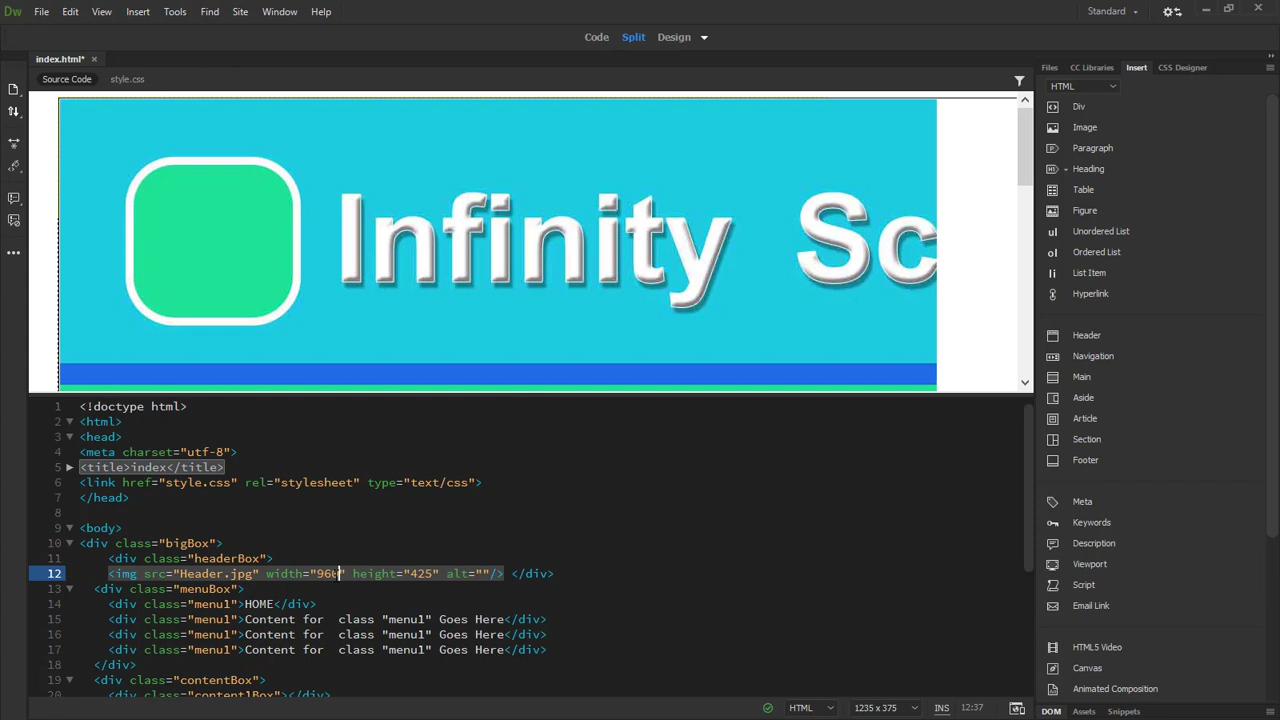 Dw File Edit View Insert Tools Find Site Window Help Standard
Code Split Design
index.html*
Source Code style.css
Files CC Libraries Insert CSS Designer
HTML
Div
Image
Paragraph
Heading
Table
Figure
Unordered List
Ordered List
List Item
Hyperlink
Header
Navigation
Main
Aside
Article
Section
Footer
Meta
Keywords
Description
Viewport
Script
Email Link
HTML5 Video
Canvas
Animated Composition
Infinity Sc
1 <!doctype html>
2 <html>
3 <head>
4 <meta charset="utf-8">
5 <title>index</title>
6 <link href="style.css" rel="stylesheet" type="text/css">
7 </head>
8
9 <body>
10 <div class="bigBox">
11 <div class="headerBox">
12 <img src="Header.jpg" width="960" height="425" alt=""/> </div>
13 <div class="menuBox">
14 <div class="menu1">HOME</div>
15 <div class="menu1">Content for class "menu1" Goes Here</div>
16 <div class="menu1">Content for class "menu1" Goes Here</div>
17 <div class="menu1">Content for class "menu1" Goes Here</div>
18 </div>
19 <div class="contentBox">
20 <div class="content1Box"></div>
HTML 1235 x 375 INS 12:37
DOM Assets Snippets